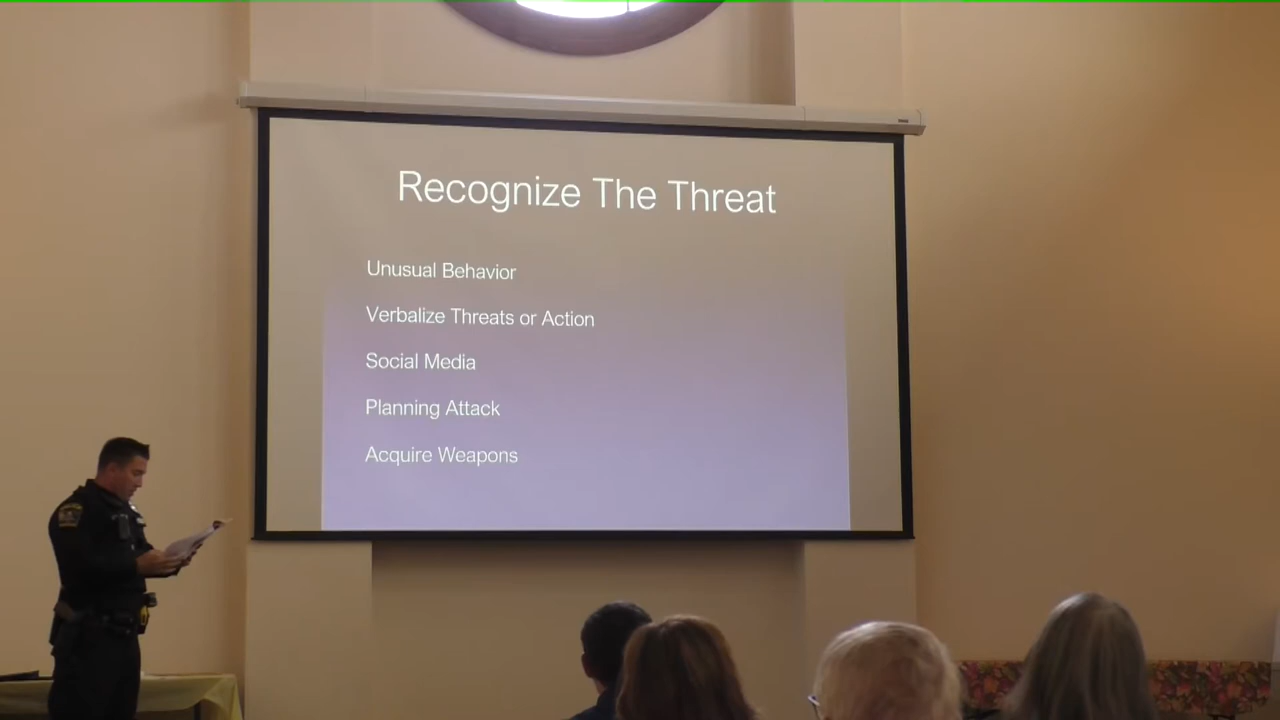 Recognize The Threat
Unusual Behavior
Verbalize Threats or Action
Social Media
Planning Attack
Acquire Weapons